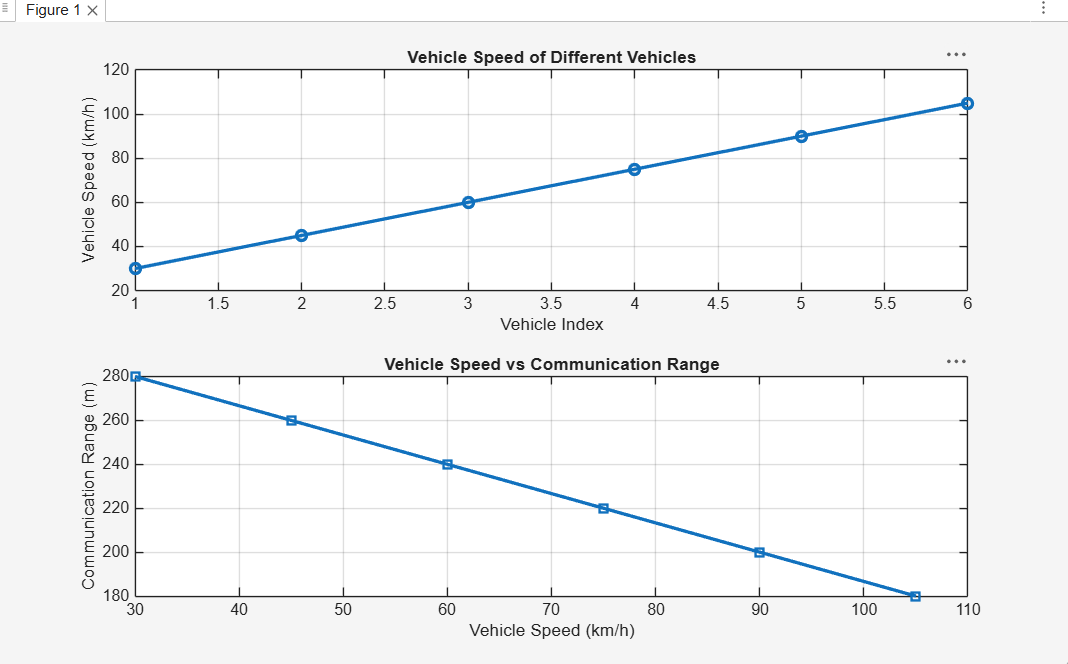 Figure 1
Vehicle Speed of Different Vehicles
Vehicle Speed (km/h)
120
100
80
60
40
20
1 1.5 2 2.5 3 3.5 4 4.5 5 5.5 6
Vehicle Index
Vehicle Speed vs Communication Range
Communication Range (m)
280
260
240
220
200
180
30 40 50 60 70 80 90 100 110
Vehicle Speed (km/h)